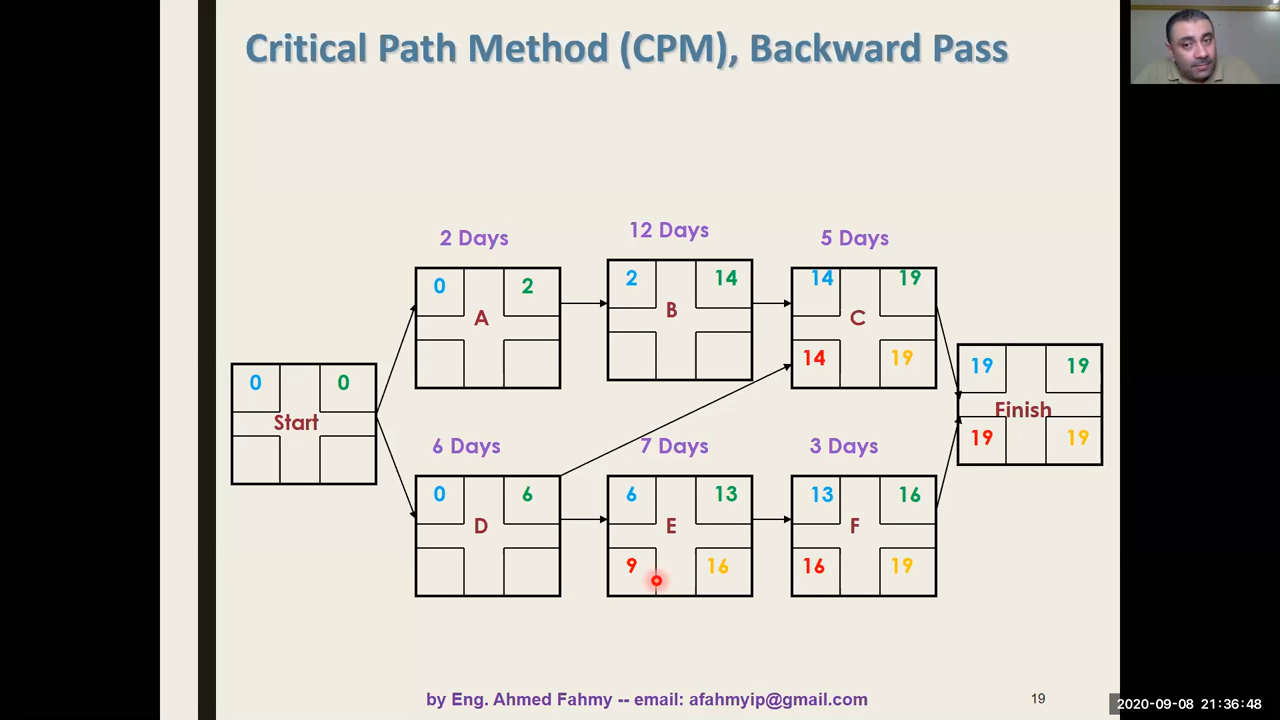 Critical Path Method (CPM), Backward Pass
2 Days
12 Days
5 Days
0 2
A
2 14
B
14 19
C
14 19
0 0
Start
19 19
Finish
19 19
6 Days
7 Days
3 Days
0 6
D
6 13
E
9 16
13 16
F
16 19
by Eng. Ahmed Fahmy -- email: afahmyip@gmail.com
19
2020-09-08 21:36:48